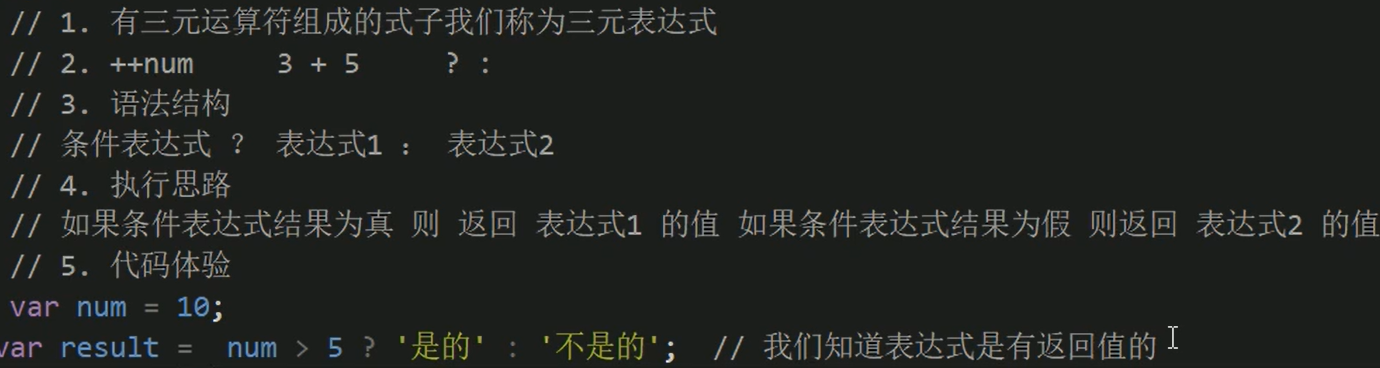 // 1. 有三元运算符组成的式子我们称为三元表达式
// 2. ++num     3 + 5     ? :
// 3. 语法结构
// 条件表达式 ？ 表达式1 ： 表达式2
// 4. 执行思路
// 如果条件表达式结果为真 则 返回 表达式1 的值 如果条件表达式结果为假 则返回 表达式2 的值
// 5. 代码体验
var num = 10;
var result =  num > 5 ? '是的' : '不是的';  // 我们知道表达式是有返回值的